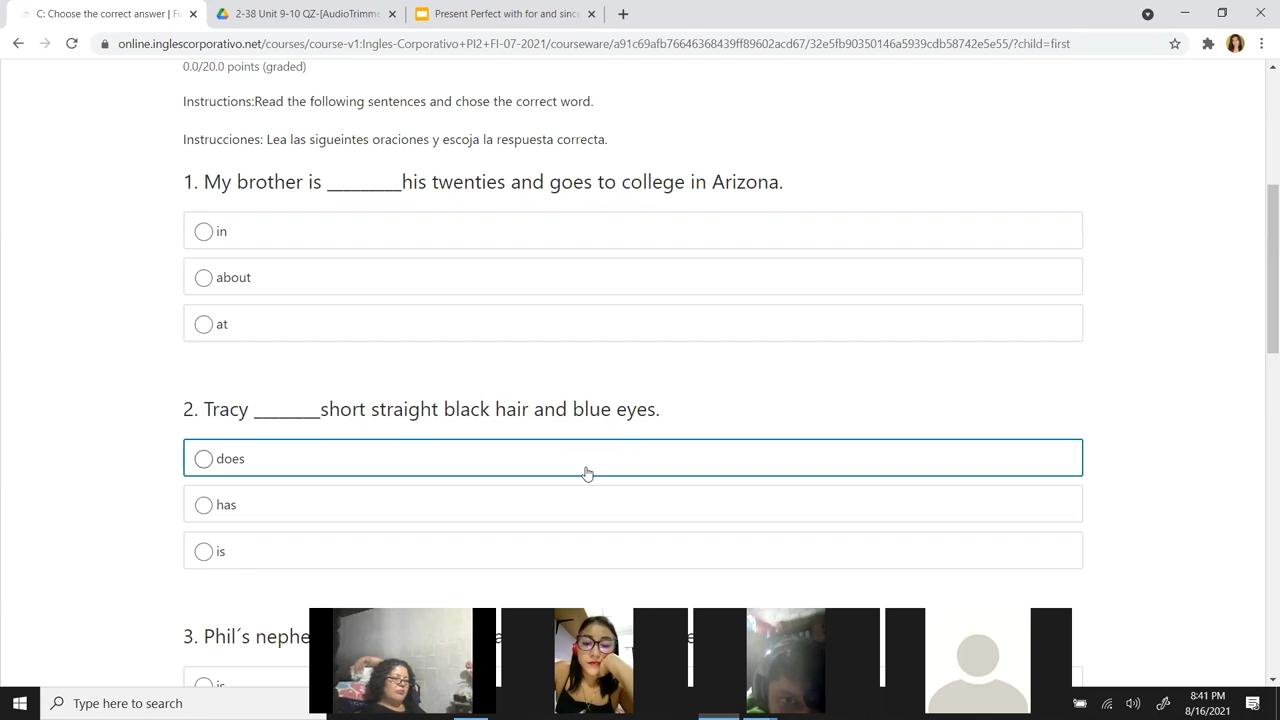 C: Choose the correct answer | F
2-38 Unit 9-10 QZ-[AudioTrimme
Present Perfect with for and sinc
online.inglescorporativo.net/courses/course-v1:Ingles-Corporativo+PI2+FI-07-2021/courseware/a91c69afb76646368439ff89602acd67/32e5fb90350146a5939cdb58742e5e55/?child=first
0.0/20.0 points (graded)
Instructions:Read the following sentences and chose the correct word.
Instrucciones: Lea las sigueintes oraciones y escoja la respuesta correcta.
1. My brother is _________his twenties and goes to college in Arizona.
in
about
at
2. Tracy ________short straight black hair and blue eyes.
does
has
is
3. Phil´s nephe
is
Type here to search
8:41 PM
8/16/2021